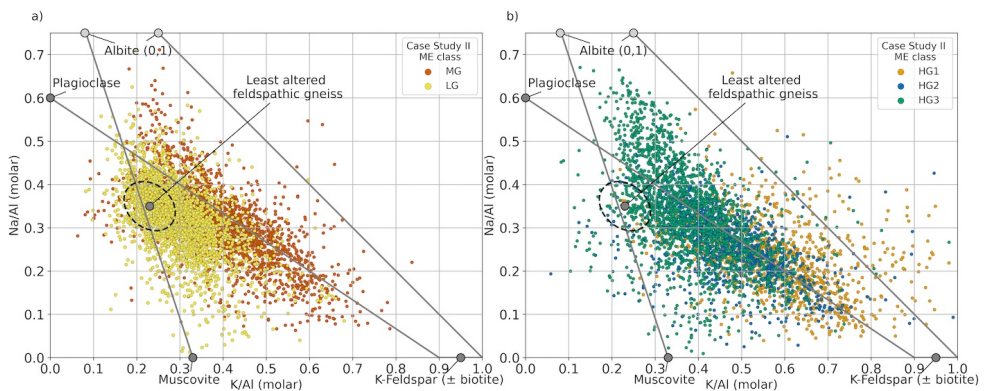 a)
Albite (0,1)
Plagioclase
Least altered
feldspathic gneiss
Case Study II
ME class
MG
LG
Na/Al (molar)
0.7
0.6
0.5
0.4
0.3
0.2
0.1
0.0
0.0 0.1 0.2 0.3 0.4 0.5 0.6 0.7 0.8 0.9 1.0
Muscovite
K/Al (molar)
K-Feldspar (± biotite)
b)
Albite (0,1)
Plagioclase
Least altered
feldspathic gneiss
Case Study II
ME class
HG1
HG2
HG3
Na/Al (molar)
0.7
0.6
0.5
0.4
0.3
0.2
0.1
0.0
0.0 0.1 0.2 0.3 0.4 0.5 0.6 0.7 0.8 0.9 1.0
Muscovite
K/Al (molar)
K-Feldspar (± biotite)